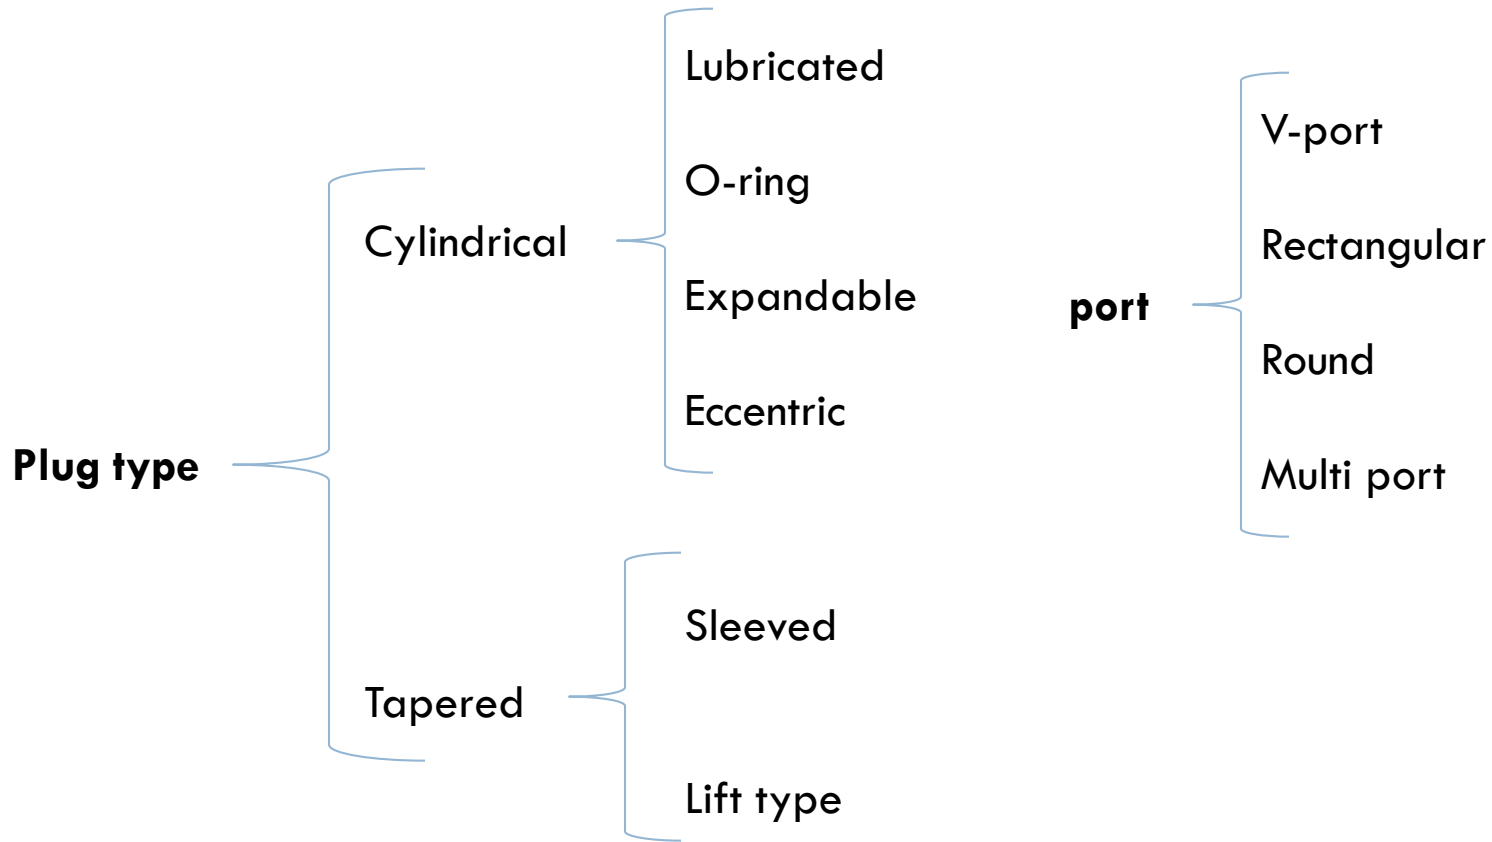 Plug type
Cylindrical
Lubricated
O-ring
Expandable
Eccentric
Tapered
Sleeved
Lift type
port
V-port
Rectangular
Round
Multi port